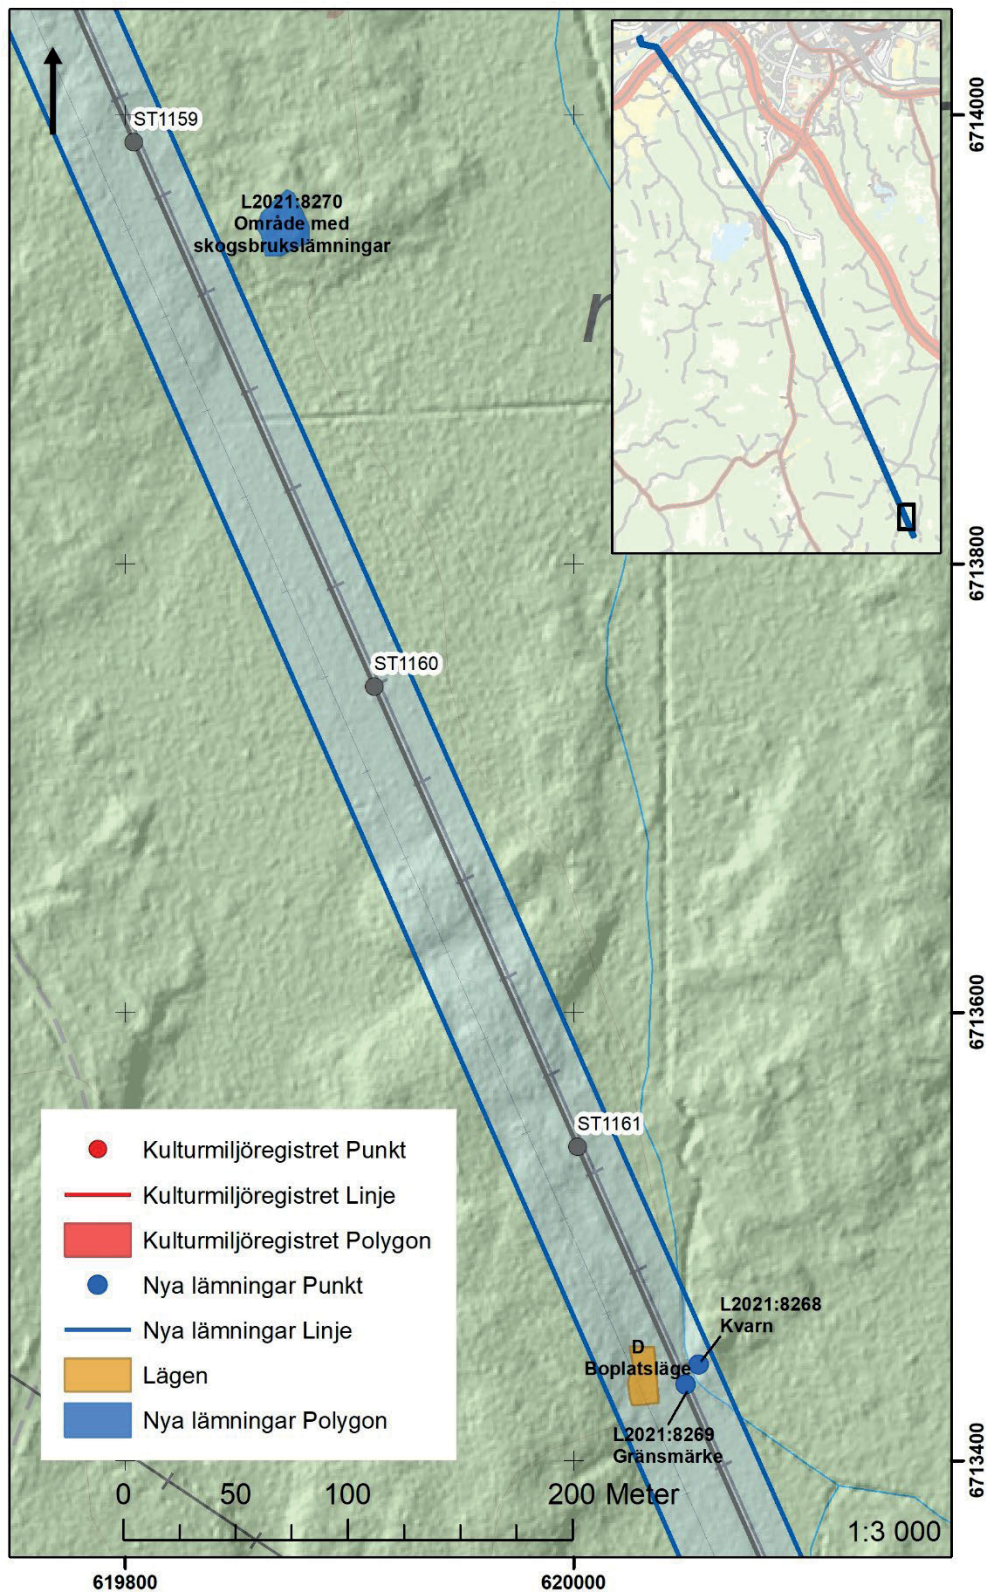 ST1159
6714000
L2021:8270
Område med
skogsbrukslämningar
r
6713800
ST1160
6713600
ST1161
Kulturmiljöregistret Punkt
Kulturmiljöregistret Linje
Kulturmiljöregistret Polygon
Nya lämningar Punkt
Nya lämningar Linje
Lägen
Nya lämningar Polygon
L2021:8268
Kvarn
D
Boplatsläge
L2021:8269
Gränsmärke
6713400
0 50 100 200 Meter
1:3 000
619800 620000